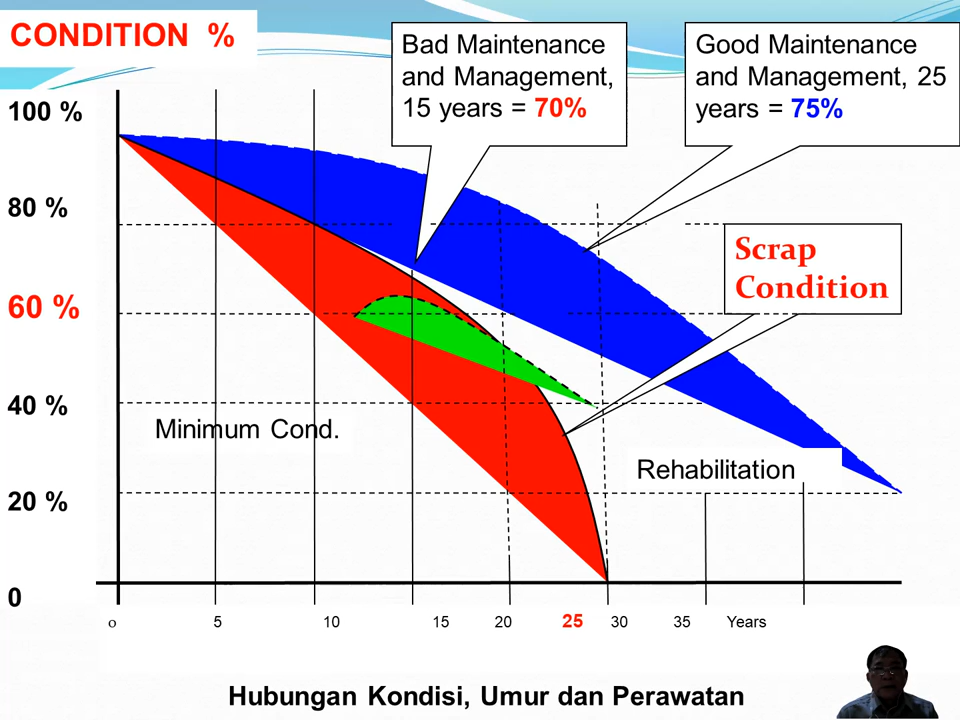 CONDITION %
Bad Maintenance
and Management,
15 years = 70%
Good Maintenance
and Management, 25
years = 75%
100 %
80 %
Scrap
Condition
60 %
40 %
Minimum Cond.
Rehabilitation
20 %
0
0 5 10 15 20 25 30 35 Years
Hubungan Kondisi, Umur dan Perawatan